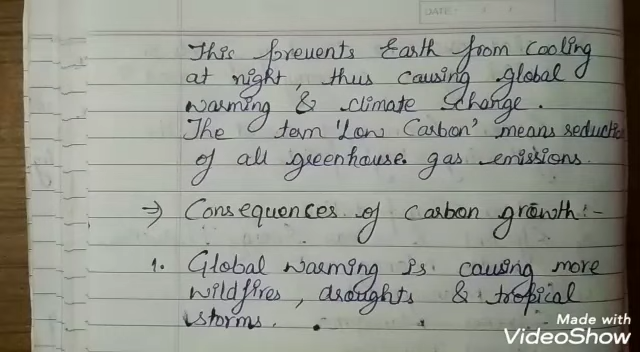 DATE:
This prevents Earth from cooling
at night, thus causing global
warming & climate change.
The term 'Low Carbon' means reduction
of all greenhouse gas emissions.
→ Consequences of Carbon growth:-
1. Global warming is causing more
wildfires, droughts & tropical
storms.
Made with
VideoShow